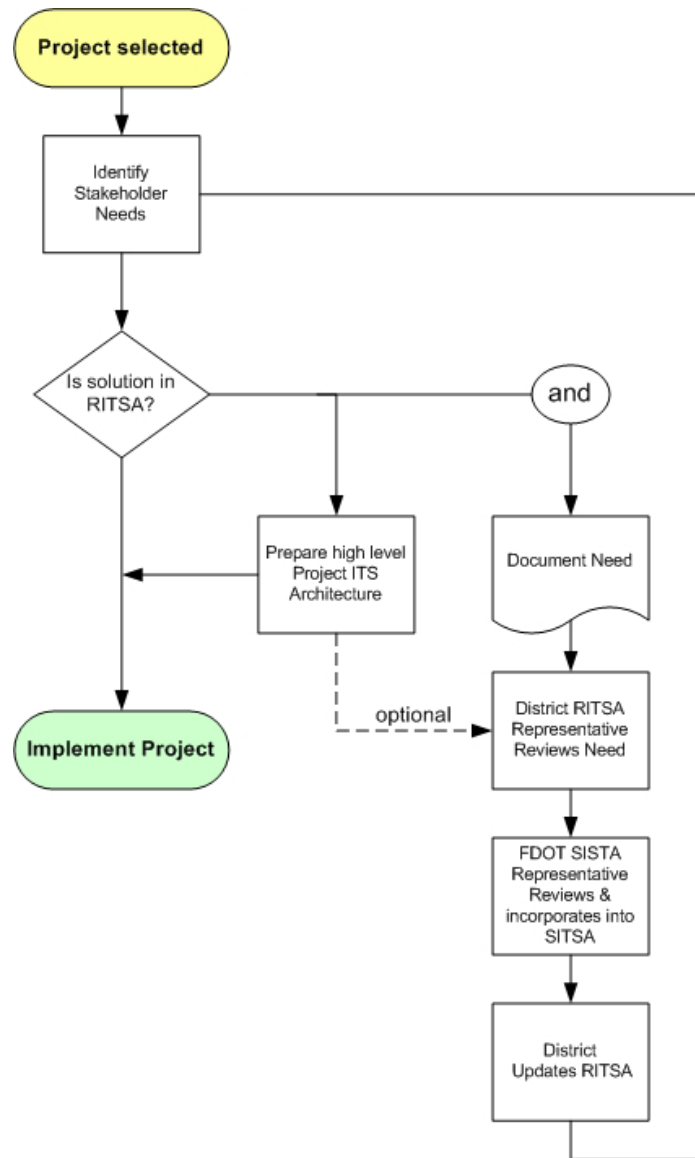 Project selected
Identify
Stakeholder
Needs
Is solution in
RITSA?
and
Prepare high level
Project ITS
Architecture
Document Need
optional
District RITSA
Representative
Reviews Need
Implement Project
FDOT SISTA
Representative
Reviews &
incorporates into
SITSA
District
Updates RITSA